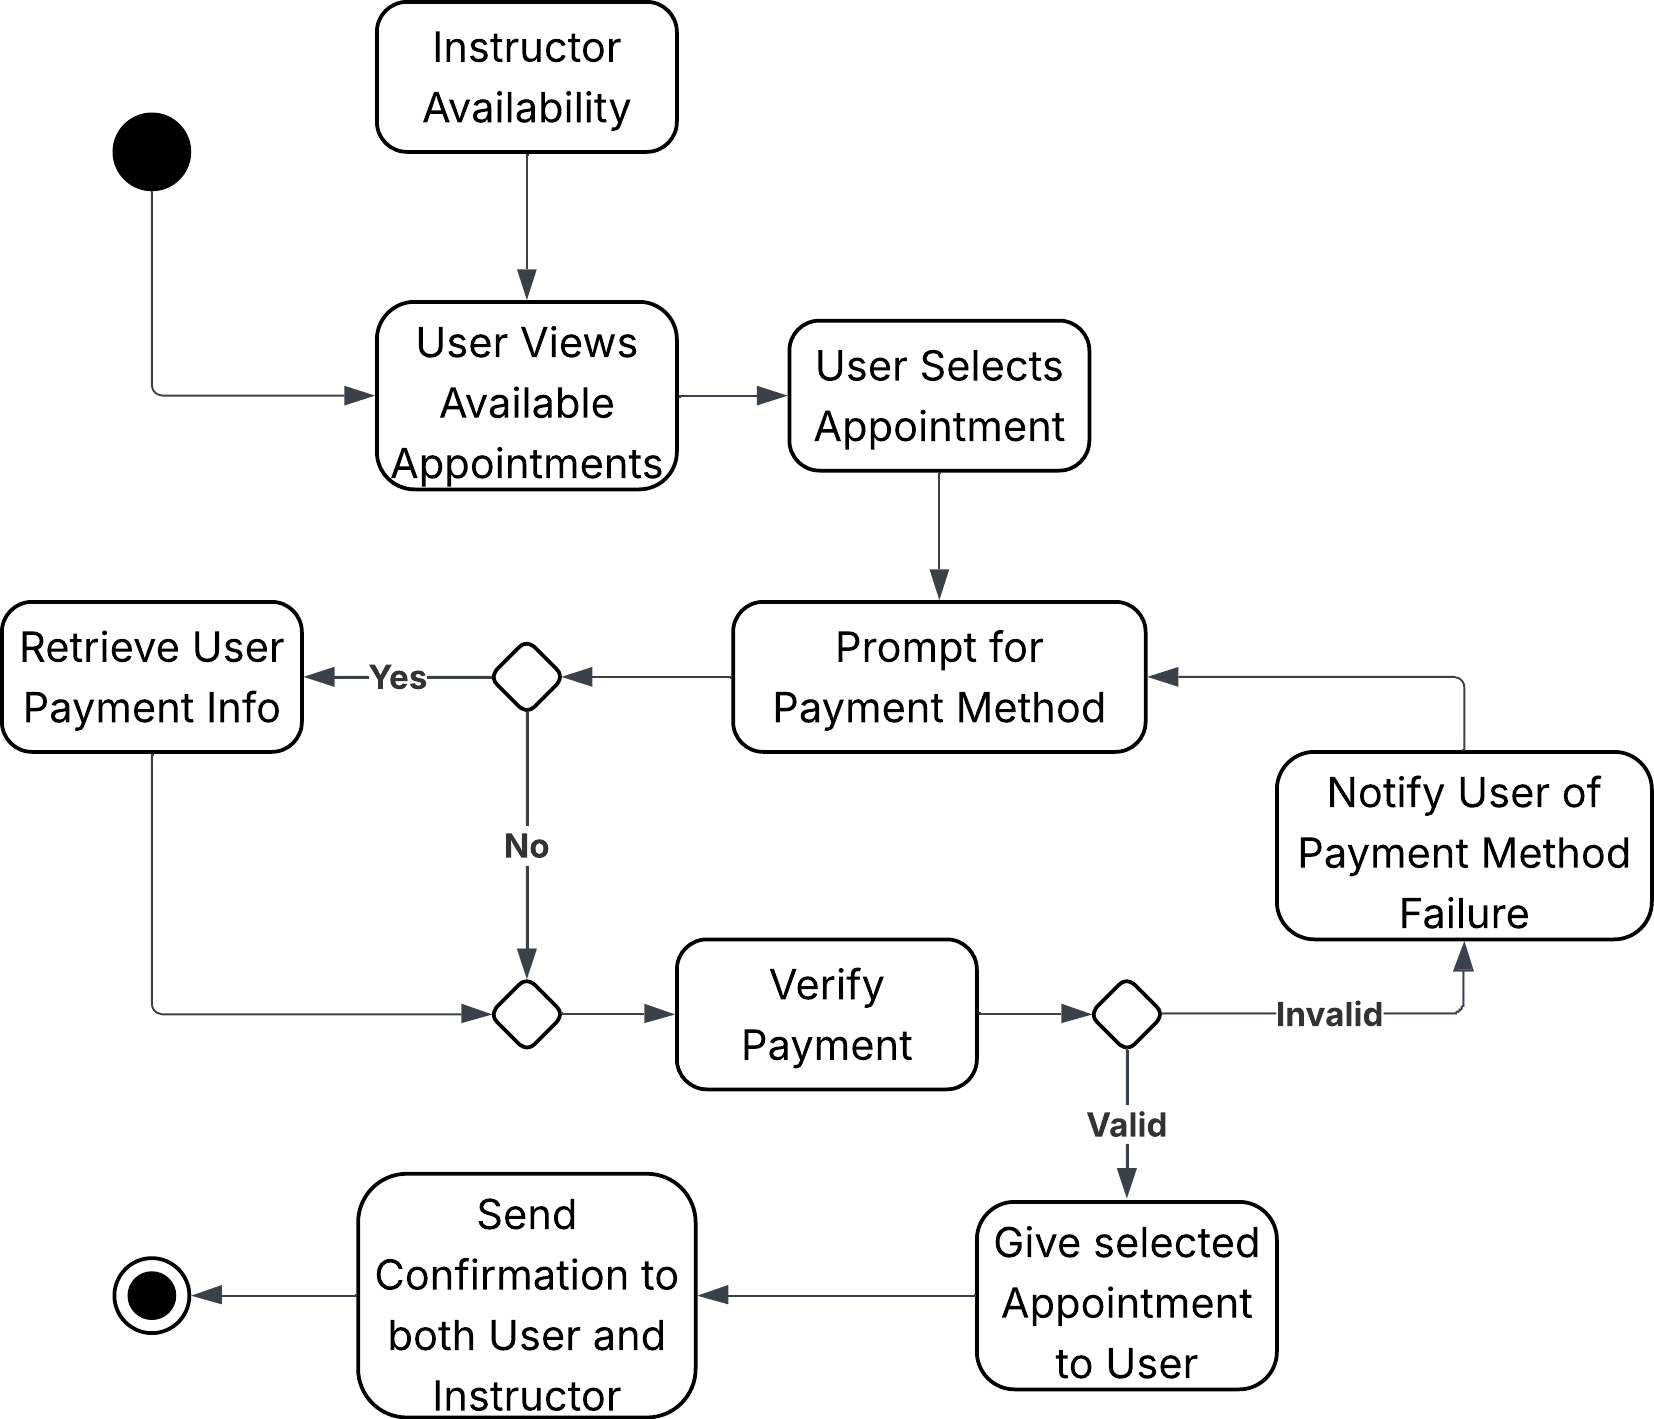 Instructor
Availability
User Views
Available
Appointments
User Selects
Appointment
Retrieve User
Payment Info
Yes
Prompt for
Payment Method
No
Notify User of
Payment Method
Failure
Verify
Payment
Invalid
Valid
Send
Confirmation to
both User and
Instructor
Give selected
Appointment
to User